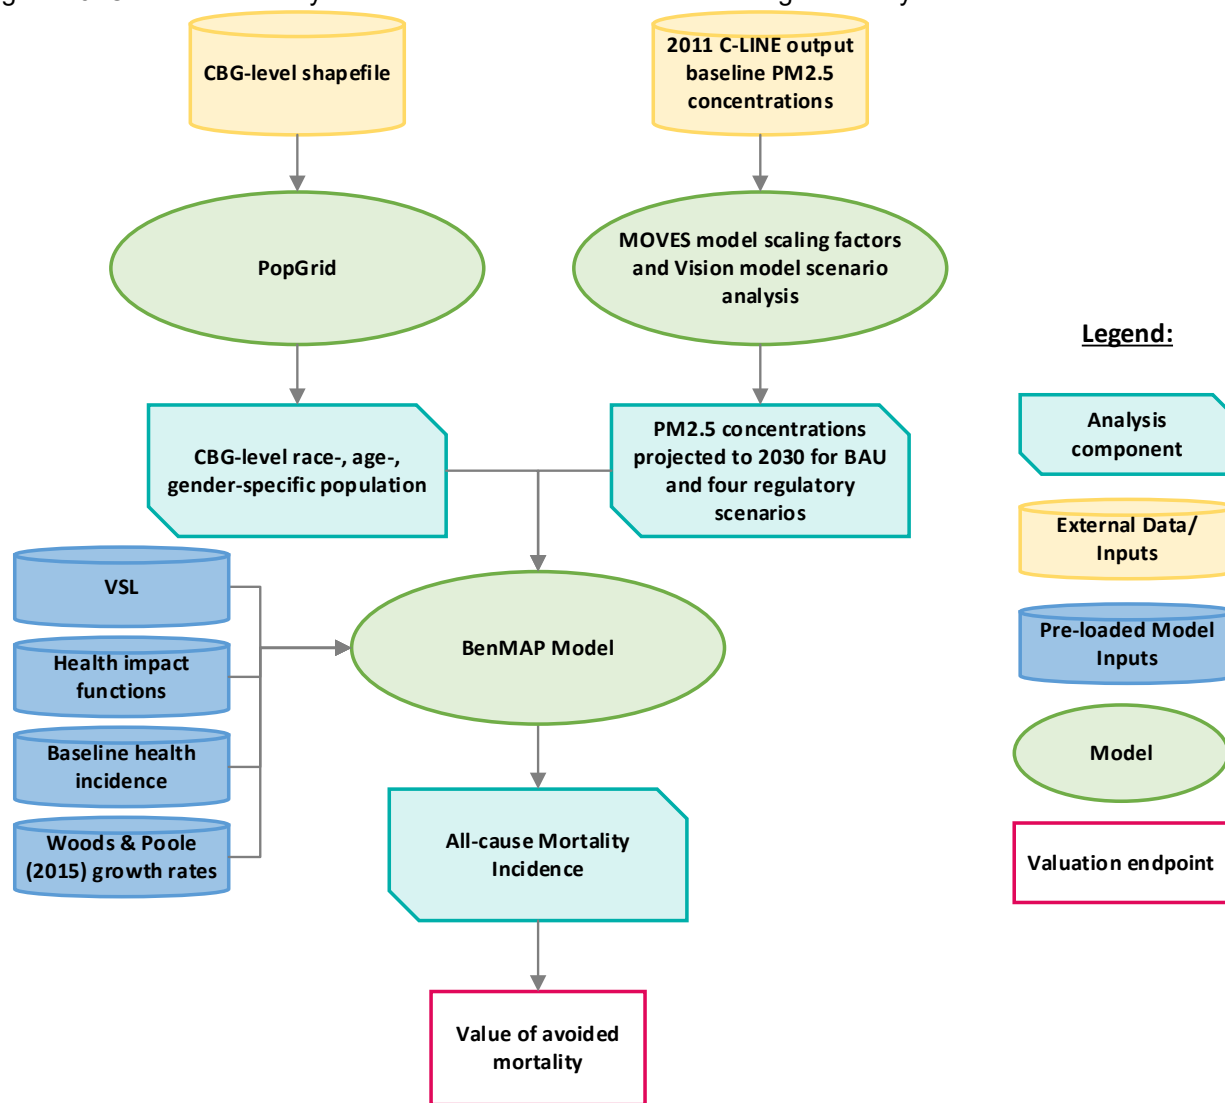 CBG-level shapefile
2011 C-LINE output
baseline PM2.5
concentrations
PopGrid
MOVES model scaling factors
and Vision model scenario
analysis
CBG-level race-, age-,
gender-specific population
PM2.5 concentrations
projected to 2030 for BAU
and four regulatory
scenarios
VSL
Health impact
functions
Baseline health
incidence
Woods & Poole
(2015) growth rates
BenMAP Model
All-cause Mortality
Incidence
Value of avoided
mortality
Legend:
Analysis
component
External Data/
Inputs
Pre-loaded Model
Inputs
Model
Valuation endpoint